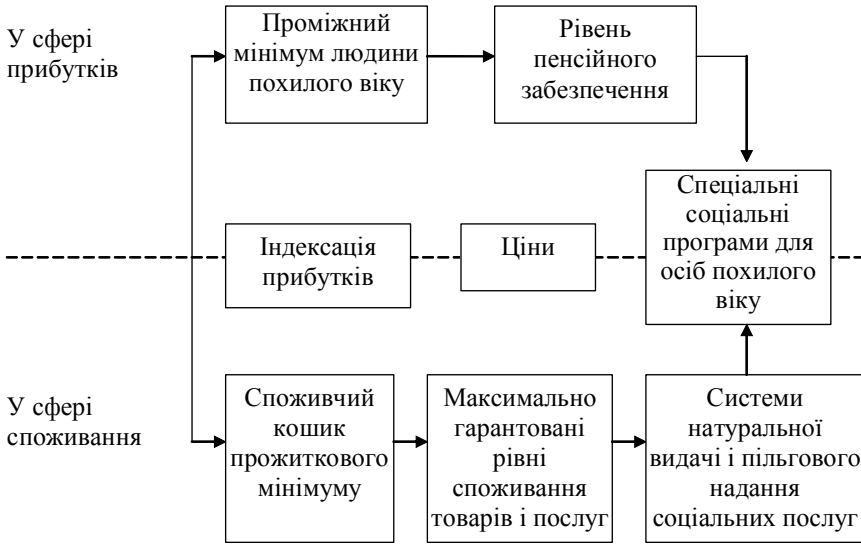 У сфері
прибутків
Проміжний
мінімум людини
похилого віку
Рівень
пенсійного
забезпечення
Спеціальні
соціальні
програми для
осіб похилого
віку
Індексація
прибутків
Ціни
У сфері
споживання
Споживчий
кошик
прожиткового
мінімуму
Максимально
гарантовані
рівні
споживання
товарів і послуг
Системи
натуральної
видачі і пільгового
надання
соціальних послуг